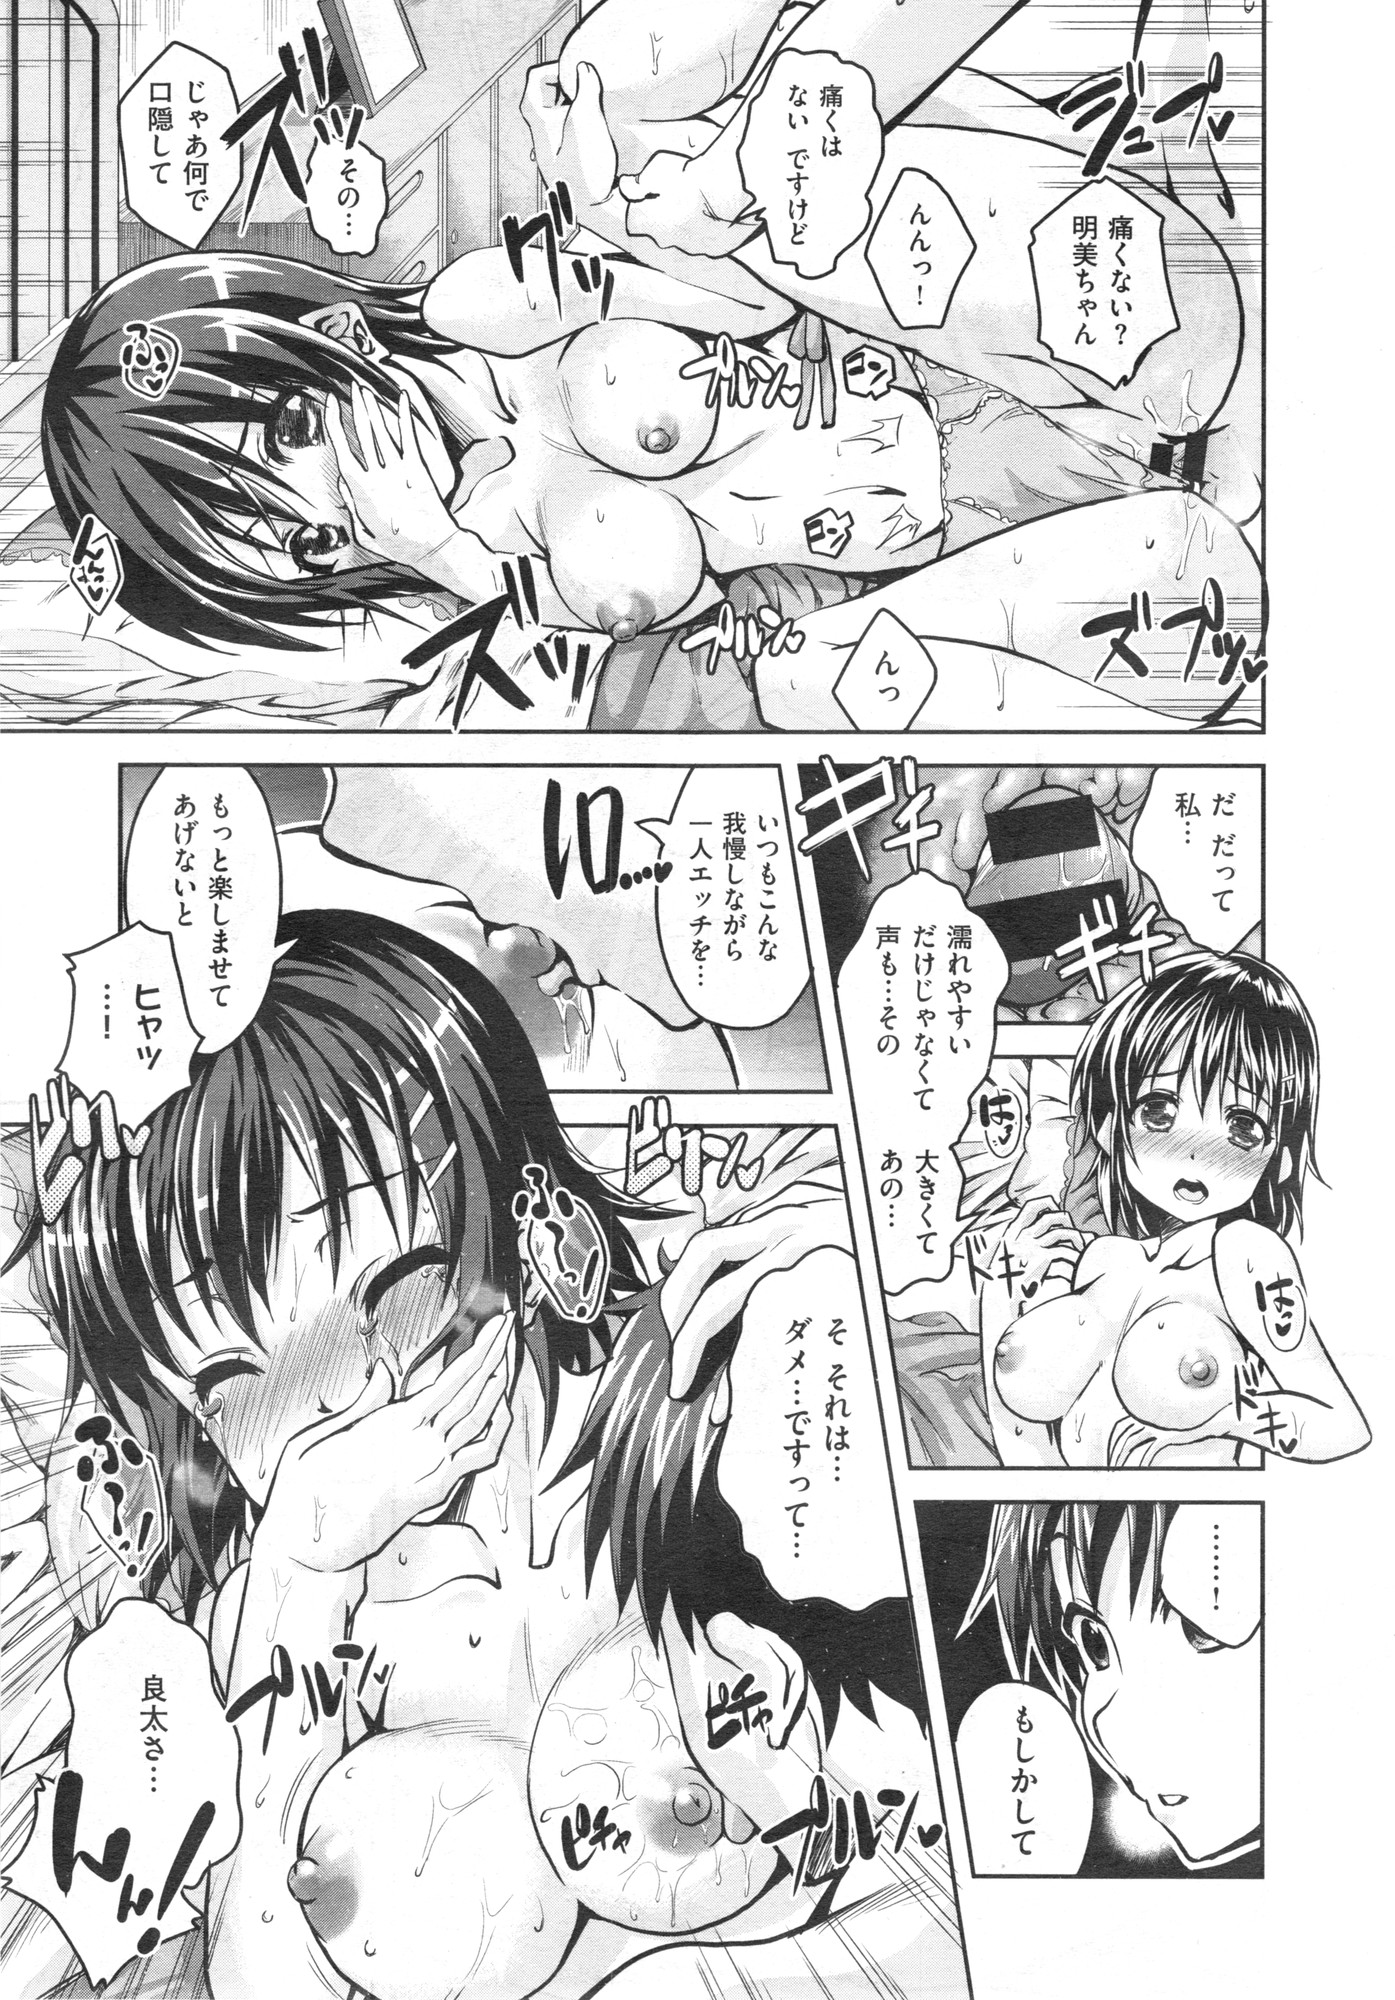 痛くない?
明美ちゃん
んんっ!
痛くは
ない ですけど
その…
じゃあ何で
口隠して
んっ
ジュプッ
ズッ
グッ
ズッ
ズプッ
プルン
プルン
コン
コン
ふぅ
んっ
だ だって
私…
濡れやすい
だけじゃなくて
声も…その
大きくて
あの…
ギチ
ギチ
はっ
はっ
ドキ
ドキ
……!
もしかして
いつもこんな
我慢しながら
一人エッチを…
もっと楽しませて
あげないと
ヒャッ
…!
そ それは…
ダメ…ですって…
ビクーン
ビクーン
ふーっ!
プルン
プルルン
ピチャ
ピチャ
良太さ…
んんっ!